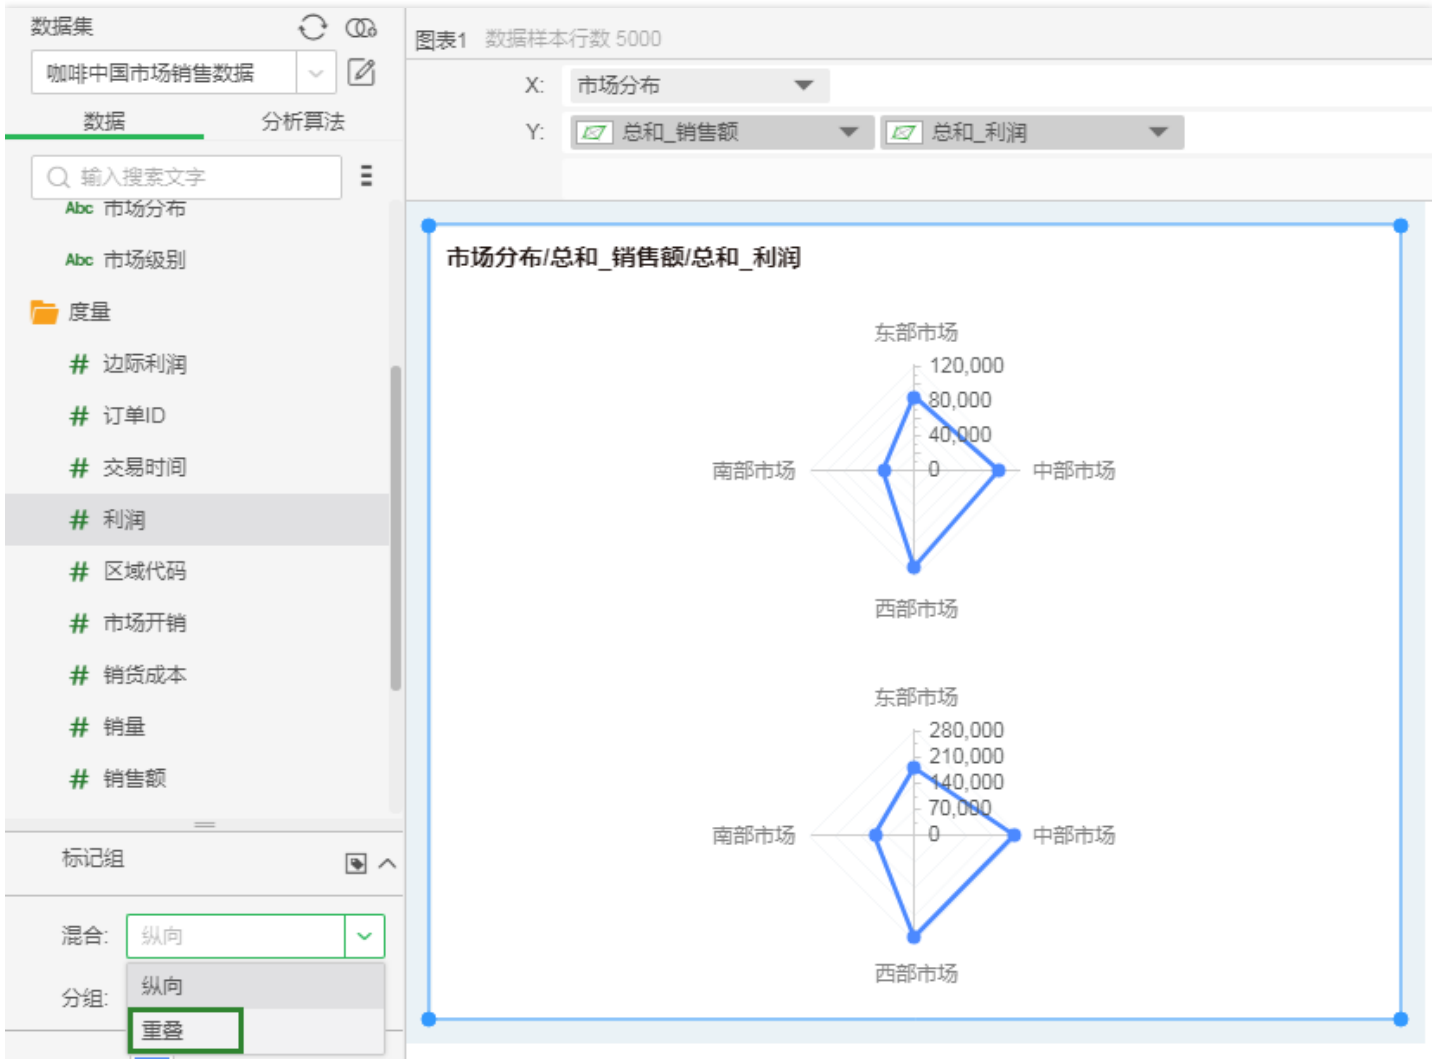 数据集
咖啡中国市场销售数据
数据 分析算法
输入搜索文字
Abc 市场分布
Abc 市场级别
度量
# 边际利润
# 订单ID
# 交易时间
# 利润
# 区域代码
# 市场开销
# 销货成本
# 销量
# 销售额
标记组
混合: 纵向
纵向
分组:
重叠
图表1 数据样本行数 5000
X: 市场分布
Y: 总和_销售额 总和_利润
市场分布/总和_销售额/总和_利润
东部市场
120,000
80,000
40,000
南部市场 0 中部市场
西部市场
东部市场
280,000
210,000
140,000
70,000
南部市场 0 中部市场
西部市场